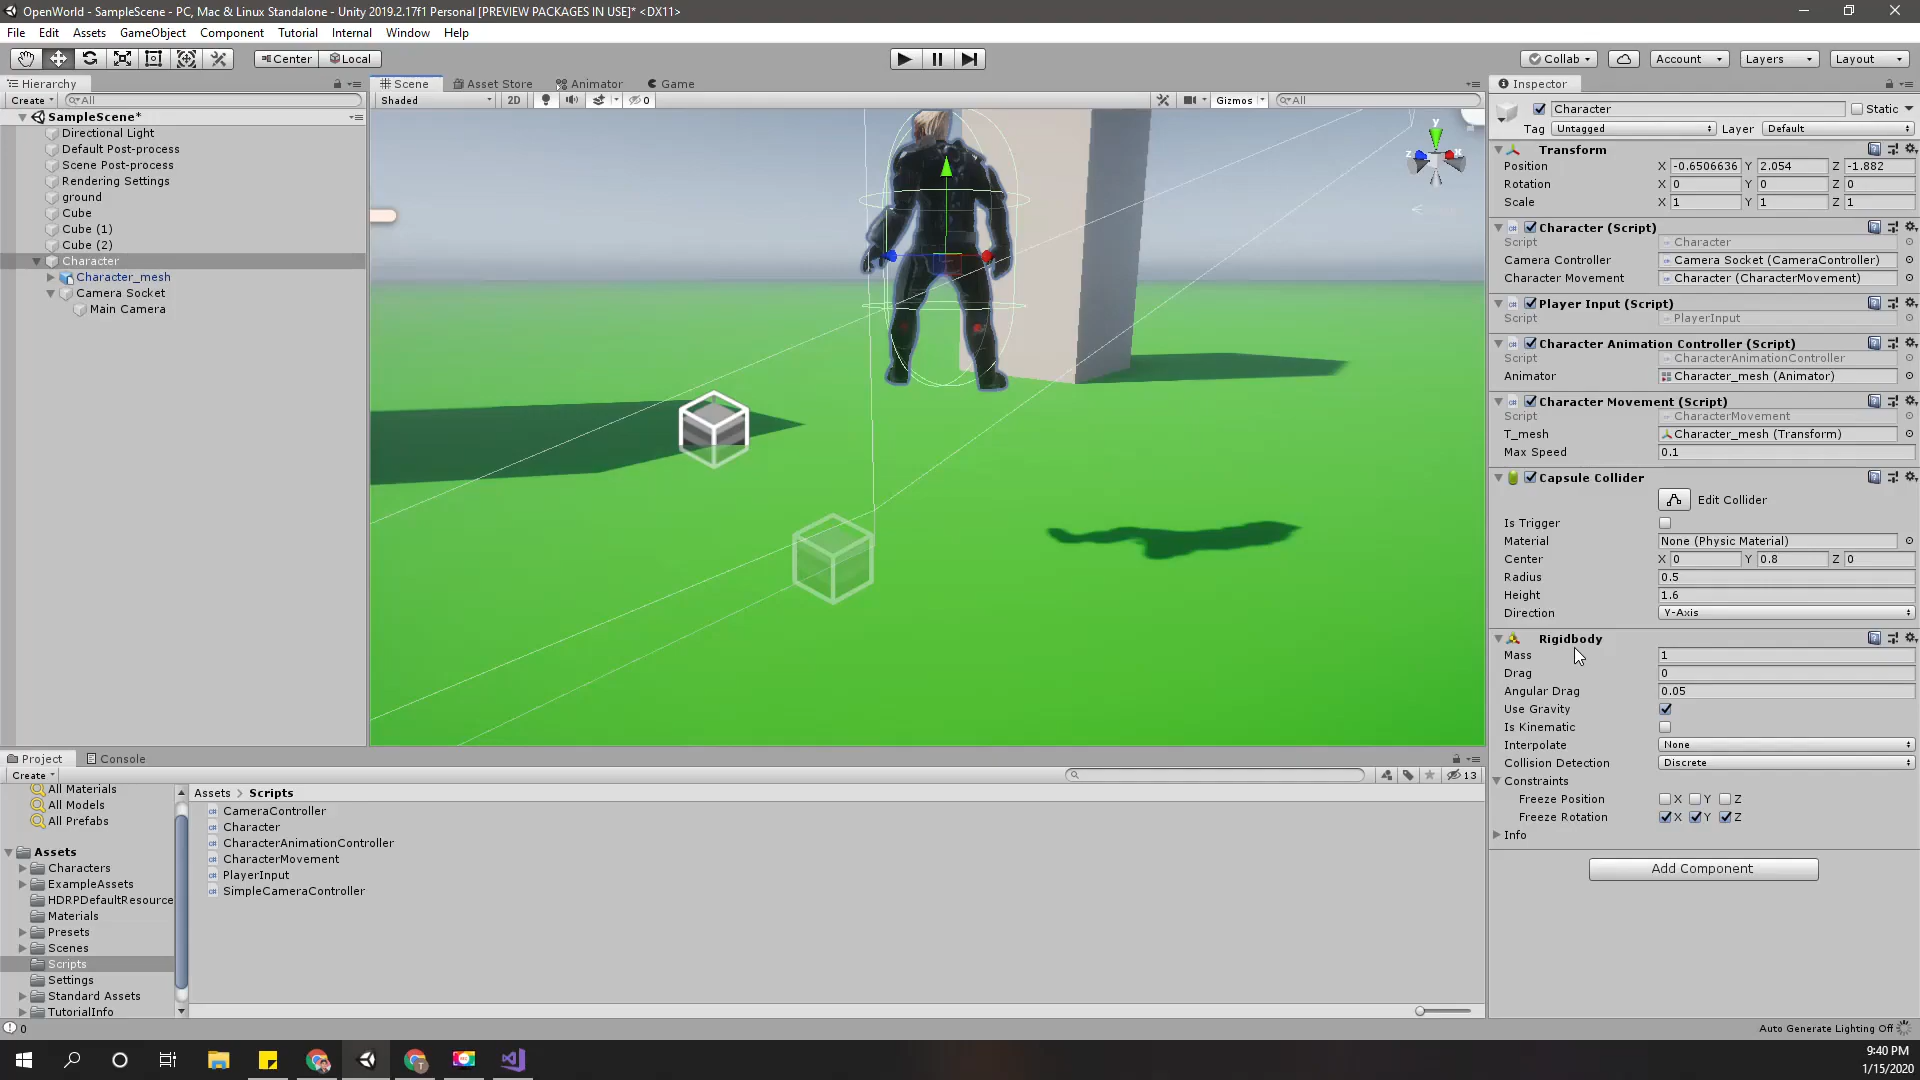 OpenWorld - SampleScene - PC, Mac & Linux Standalone - Unity 2019.2.17f1 Personal [PREVIEW PACKAGES IN USE]* <DX11>
File Edit Assets GameObject Component Tutorial Internal Window Help
Center Local Collab Account Layers Layout
Hierarchy
Create All
SampleScene*
Directional Light
Default Post-process
Scene Post-process
Rendering Settings
ground
Cube
Cube (1)
Cube (2)
Character
Character_mesh
Camera Socket
Main Camera
Scene Asset Store Animator Game
Shaded 2D 0 Gizmos All
y
z x
Inspector
Character Static
Tag Untagged Layer Default
Transform
Position X -0.6506636 Y 2.054 Z -1.882
Rotation X 0 Y 0 Z 0
Scale X 1 Y 1 Z 1
Character (Script)
Script Character
Camera Controller Camera Socket (CameraController)
Character Movement Character (CharacterMovement)
Player Input (Script)
Script PlayerInput
Character Animation Controller (Script)
Script CharacterAnimationController
Animator Character_mesh (Animator)
Character Movement (Script)
Script CharacterMovement
T_mesh Character_mesh (Transform)
Max Speed 0.1
Capsule Collider
Edit Collider
Is Trigger
Material None (Physic Material)
Center X 0 Y 0.8 Z 0
Radius 0.5
Height 1.6
Direction Y-Axis
Rigidbody
Mass 1
Drag 0
Angular Drag 0.05
Use Gravity
Is Kinematic
Interpolate None
Collision Detection Discrete
Constraints
Freeze Position X Y Z
Freeze Rotation X Y Z
Info
Add Component
Project Console
Create 13
All Materials
All Models
All Prefabs
Assets
Characters
ExampleAssets
HDRPDefaultResource
Materials
Presets
Scenes
Scripts
Settings
Standard Assets
TutorialInfo
Assets > Scripts
CameraController
Character
CharacterAnimationController
CharacterMovement
PlayerInput
SimpleCameraController
0
Auto Generate Lighting Off
9:40 PM
1/15/2020